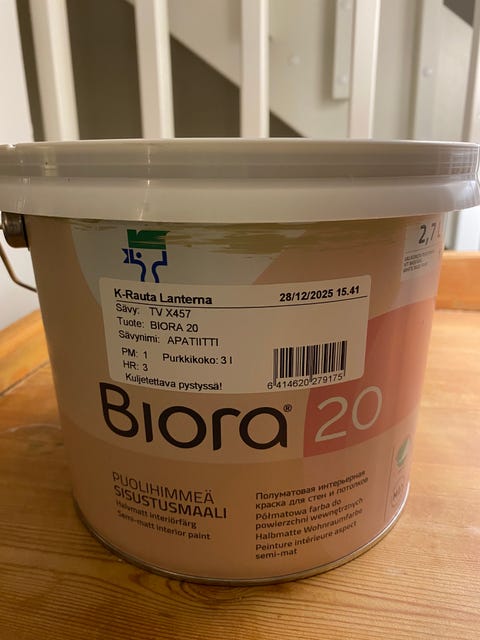 2,7 L
K-Rauta Lanterna 28/12/2025 15.41
Sävy: TV X457
Tuote: BIORA 20
Sävynimi: APATIITTI
PM: 1 Purkkikoko: 3 l
HR: 3
Kuljetettava pystyssä!
6 414620 279175
Biora® 20
PUOLIHIMMEÄ
SISUSTUSMAALI
Halvmatt interiörfärg
Semi-matt interior paint
Полуматовая интерьерная
краска для стен и потолков
Półmatowa farba do
powierzchni wewnętrznych
Halbmatte Wohnraumfarbe
Peinture intérieure aspect
semi-mat